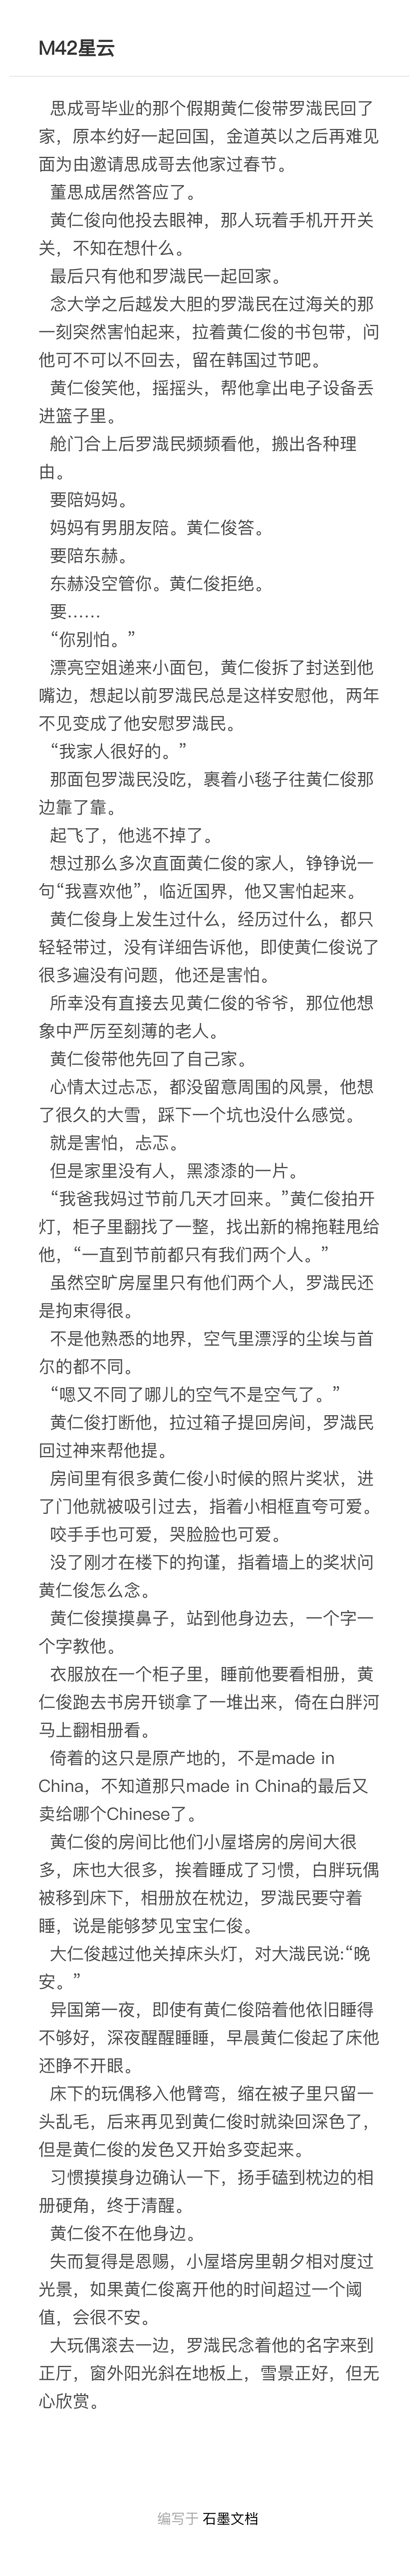 M42星云
思成哥毕业的那个假期黄仁俊带罗渽民回了
家，原本约好一起回国，金道英以之后再难见
面为由邀请思成哥去他家过春节。
董思成居然答应了。
黄仁俊向他投去眼神，那人玩着手机开开关
关，不知在想什么。
最后只有他和罗渽民一起回家。
念大学之后越发大胆的罗渽民在过海关的那
一刻突然害怕起来，拉着黄仁俊的书包带，问
他可不可以不回去，留在韩国过节吧。
黄仁俊笑他，摇摇头，帮他拿出电子设备丢
进篮子里。
舱门合上后罗渽民频频看他，搬出各种理
由。
要陪妈妈。
妈妈有男朋友陪。黄仁俊答。
要陪东赫。
东赫没空管你。黄仁俊拒绝。
要……
“你别怕。”
漂亮空姐递来小面包，黄仁俊拆了封送到他
嘴边，想起以前罗渽民总是这样安慰他，两年
不见变成了他安慰罗渽民。
“我家人很好的。”
那面包罗渽民没吃，裹着小毯子往黄仁俊那
边靠了靠。
起飞了，他逃不掉了。
想过那么多次直面黄仁俊的家人，铮铮说一
句“我喜欢他”，临近国界，他又害怕起来。
黄仁俊身上发生过什么，经历过什么，都只
轻轻带过，没有详细告诉他，即使黄仁俊说了
很多遍没有问题，他还是害怕。
所幸没有直接去见黄仁俊的爷爷，那位他想
象中严厉至刻薄的老人。
黄仁俊带他先回了自己家。
心情太过忐忑，都没留意周围的风景，他想
了很久的大雪，踩下一个坑也没什么感觉。
就是害怕，忐忑。
但是家里没有人，黑漆漆的一片。
“我爸我妈过节前几天才回来。”黄仁俊拍开
灯，柜子里翻找了一整，找出新的棉拖鞋甩给
他，“一直到节前都只有我们两个人。”
虽然空旷房屋里只有他们两个人，罗渽民还
是拘束得很。
不是他熟悉的地界，空气里漂浮的尘埃与首
尔的都不同。
“嗯又不同了哪儿的空气不是空气了。”
黄仁俊打断他，拉过箱子提回房间，罗渽民
回过神来帮他提。
房间里有很多黄仁俊小时候的照片奖状，进
了门他就被吸引过去，指着小相框直夸可爱。
咬手手也可爱，哭脸脸也可爱。
没了刚才在楼下的拘谨，指着墙上的奖状问
黄仁俊怎么念。
黄仁俊摸摸鼻子，站到他身边去，一个字一
个字教他。
衣服放在一个柜子里，睡前他要看相册，黄
仁俊跑去书房开锁拿了一堆出来，倚在白胖河
马上翻相册看。
倚着的这只是原产地的，不是made in
China，不知道那只made in China的最后又
卖给哪个Chinese了。
黄仁俊的房间比他们小屋塔房的房间大很
多，床也大很多，挨着睡成了习惯，白胖玩偶
被移到床下，相册放在枕边，罗渽民要守着
睡，说是能够梦见宝宝仁俊。
大仁俊越过他关掉床头灯，对大渽民说:“晚
安。”
异国第一夜，即使有黄仁俊陪着他依旧睡得
不够好，深夜醒醒睡睡，早晨黄仁俊起了床他
还睁不开眼。
床下的玩偶移入他臂弯，缩在被子里只留一
头乱毛，后来再见到黄仁俊时就染回深色了，
但是黄仁俊的发色又开始多变起来。
习惯摸摸身边确认一下，扬手磕到枕边的相
册硬角，终于清醒。
黄仁俊不在他身边。
失而复得是恩赐，小屋塔房里朝夕相对度过
光景，如果黄仁俊离开他的时间超过一个阈
值，会很不安。
大玩偶滚去一边，罗渽民念着他的名字来到
正厅，窗外阳光斜在地板上，雪景正好，但无
心欣赏。
编写于 石墨文档